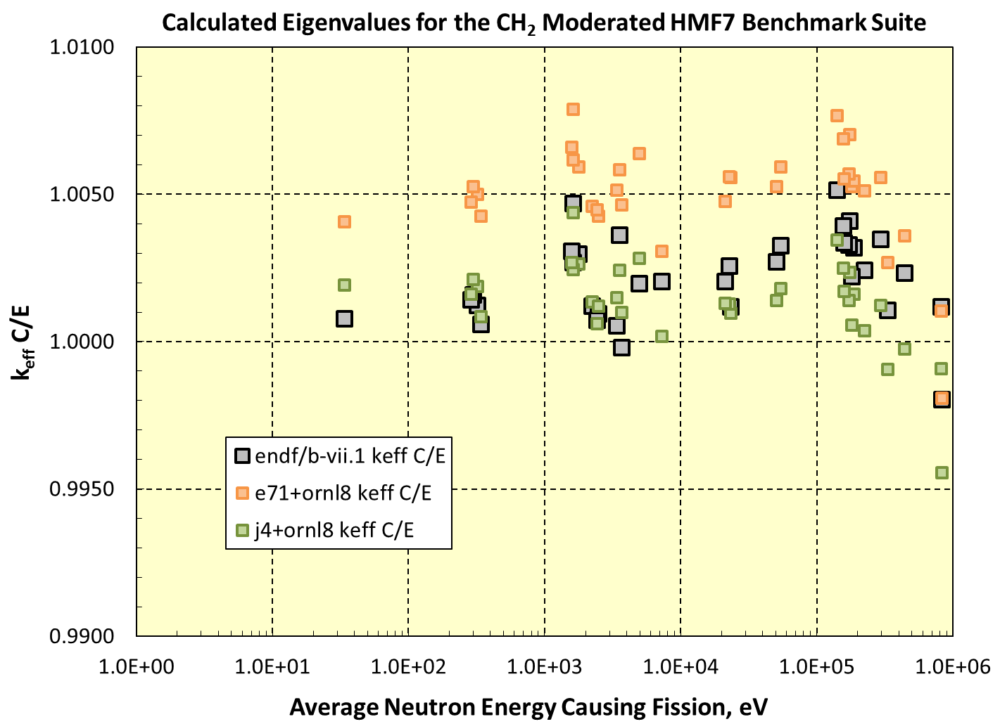 Calculated Eigenvalues for the CH2 Moderated HMF7 Benchmark Suite
1.0100
1.0050
1.0000
0.9950
0.9900
keff C/E
endf/b-vii.1 keff C/E
e71+ornl8 keff C/E
j4+ornl8 keff C/E
1.0E+00 1.0E+01 1.0E+02 1.0E+03 1.0E+04 1.0E+05 1.0E+06
Average Neutron Energy Causing Fission, eV